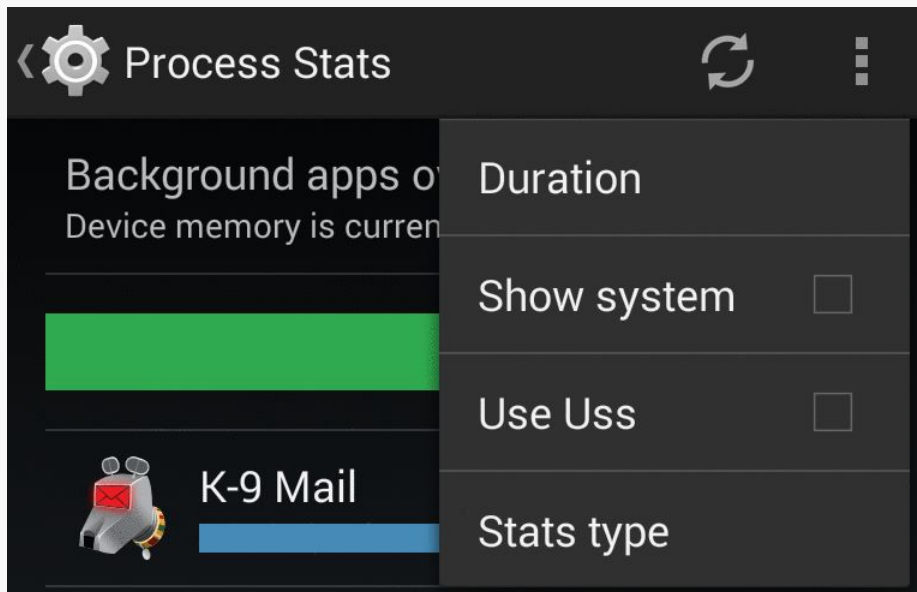 Process Stats
Background apps o
Device memory is curren
Duration
Show system
Use Uss
Stats type
K-9 Mail